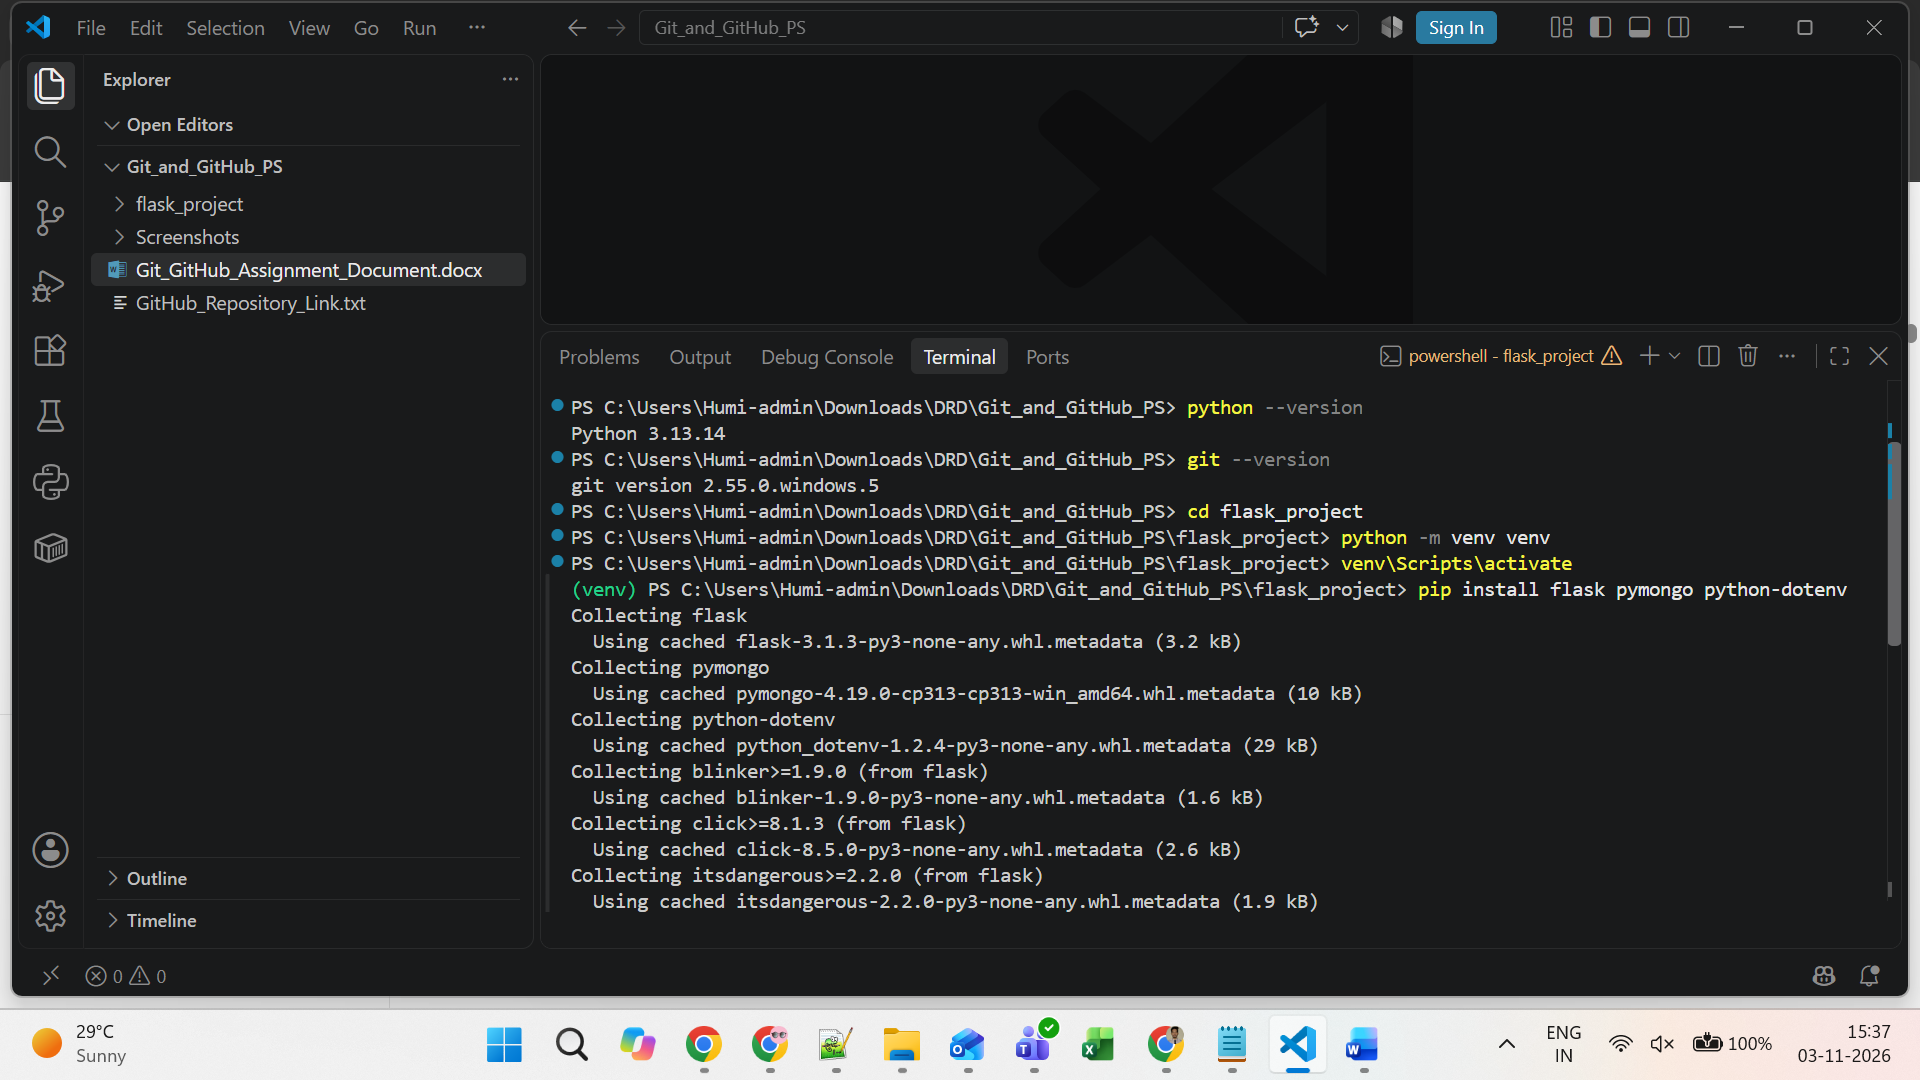 File Edit Selection View Go Run ···
Git_and_GitHub_PS
Sign In
Explorer
Open Editors
Git_and_GitHub_PS
flask_project
Screenshots
Git_GitHub_Assignment_Document.docx
GitHub_Repository_Link.txt
Outline
Timeline
Problems Output Debug Console Terminal Ports
powershell - flask_project
PS C:\Users\Humi-admin\Downloads\DRD\Git_and_GitHub_PS> python --version
Python 3.13.14
PS C:\Users\Humi-admin\Downloads\DRD\Git_and_GitHub_PS> git --version
git version 2.55.0.windows.5
PS C:\Users\Humi-admin\Downloads\DRD\Git_and_GitHub_PS> cd flask_project
PS C:\Users\Humi-admin\Downloads\DRD\Git_and_GitHub_PS\flask_project> python -m venv venv
PS C:\Users\Humi-admin\Downloads\DRD\Git_and_GitHub_PS\flask_project> venv\Scripts\activate
(venv) PS C:\Users\Humi-admin\Downloads\DRD\Git_and_GitHub_PS\flask_project> pip install flask pymongo python-dotenv
Collecting flask
Using cached flask-3.1.3-py3-none-any.whl.metadata (3.2 kB)
Collecting pymongo
Using cached pymongo-4.19.0-cp313-cp313-win_amd64.whl.metadata (10 kB)
Collecting python-dotenv
Using cached python_dotenv-1.2.4-py3-none-any.whl.metadata (29 kB)
Collecting blinker>=1.9.0 (from flask)
Using cached blinker-1.9.0-py3-none-any.whl.metadata (1.6 kB)
Collecting click>=8.1.3 (from flask)
Using cached click-8.5.0-py3-none-any.whl.metadata (2.6 kB)
Collecting itsdangerous>=2.2.0 (from flask)
Using cached itsdangerous-2.2.0-py3-none-any.whl.metadata (1.9 kB)
0 0
29°C
Sunny
ENG
IN
100%
15:37
03-11-2026